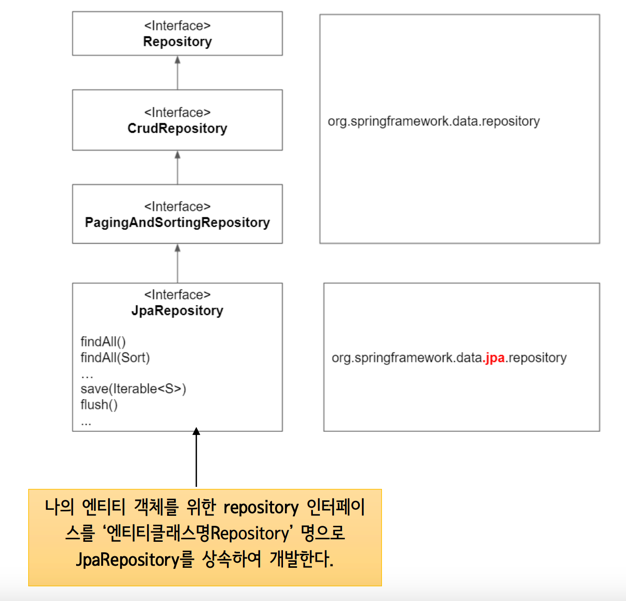 <Interface>
Repository
<Interface>
CrudRepository
org.springframework.data.repository
<Interface>
PagingAndSortingRepository
<Interface>
JpaRepository
findAll()
findAll(Sort)
…
save(Iterable<S>)
flush()
...
org.springframework.data.jpa.repository
나의 엔티티 객체를 위한 repository 인터페이
스를 ‘엔티티클래스명Repository’ 명으로
JpaRepository를 상속하여 개발한다.